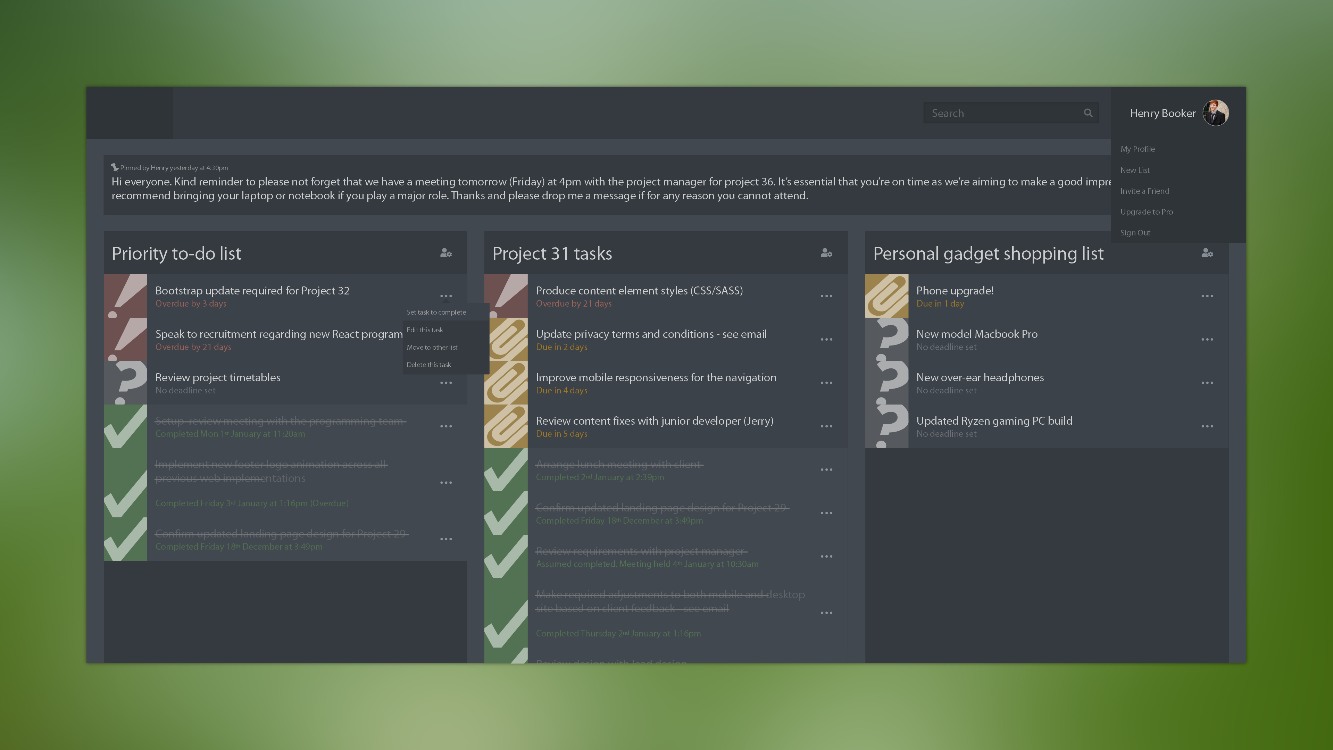 Search
Henry Booker
My Profile
New List
Invite a Friend
Upgrade to Pro
Sign Out
Pinned by Henry yesterday at 4:30pm
Hi everyone. Kind reminder to please not forget that we have a meeting tomorrow (Friday) at 4pm with the project manager for project 36. It's essential that you're on time as we're aiming to make a good impre
recommend bringing your laptop or notebook if you play a major role. Thanks and please drop me a message if for any reason you cannot attend.
Priority to-do list
Bootstrap update required for Project 32
Overdue by 3 days
Set task to complete
Edit this task
Move to other list
Delete this task
Speak to recruitment regarding new React program
Overdue by 21 days
Review project timetables
No deadline set
Setup review meeting with the programming team
Completed Mon 1st January at 11:20am
Implement new footer logo animation across all
previous web implementations
Completed Friday 3rd January at 1:16pm (Overdue)
Confirm updated landing page design for Project 29
Completed Friday 18th December at 3:49pm
Project 31 tasks
Produce content element styles (CSS/SASS)
Overdue by 21 days
Update privacy terms and conditions - see email
Due in 2 days
Improve mobile responsiveness for the navigation
Due in 4 days
Review content fixes with junior developer (Jerry)
Due in 5 days
Arrange lunch meeting with client
Completed 2nd January at 2:39pm
Confirm updated landing page design for Project 29
Completed Friday 18th December at 3:49pm
Review requirements with project manager
Assumed completed. Meeting held January at 10:30am
Make required adjustments to both mobile and desktop
site based on client feedback - see email
Completed Thursday 2nd January at 1:16pm
Personal gadget shopping list
Phone upgrade!
Due in 1 day
New model Macbook Pro
No deadline set
New over-ear headphones
No deadline set
Updated Ryzen gaming PC build
No deadline set